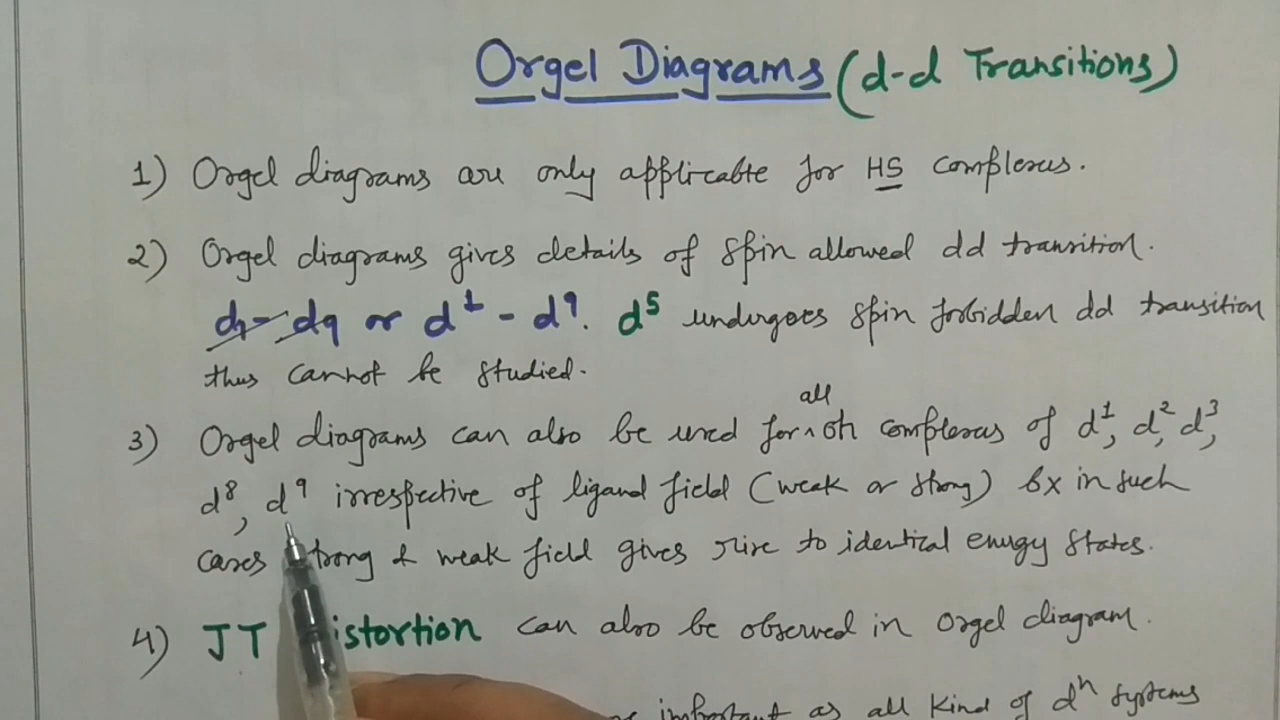 Orgel Diagrams (d-d Transitions)
1) Orgel diagrams are only applicable for HS complexes.
2) Orgel diagrams gives details of spin allowed dd transition.
d1 - d9 or d¹ - d⁹. d⁵ undergoes spin forbidden dd transition
thus cannot be studied.
all
3) Orgel diagrams can also be used for ^ oh complexes of d¹, d², d³,
d⁸, d⁹ irrespective of ligand field (weak or strong) bx in such
cases strong & weak field gives rise to identical energy states.
4) JT Distortion can also be observed in orgel diagram.
important as all kind of dⁿ systems